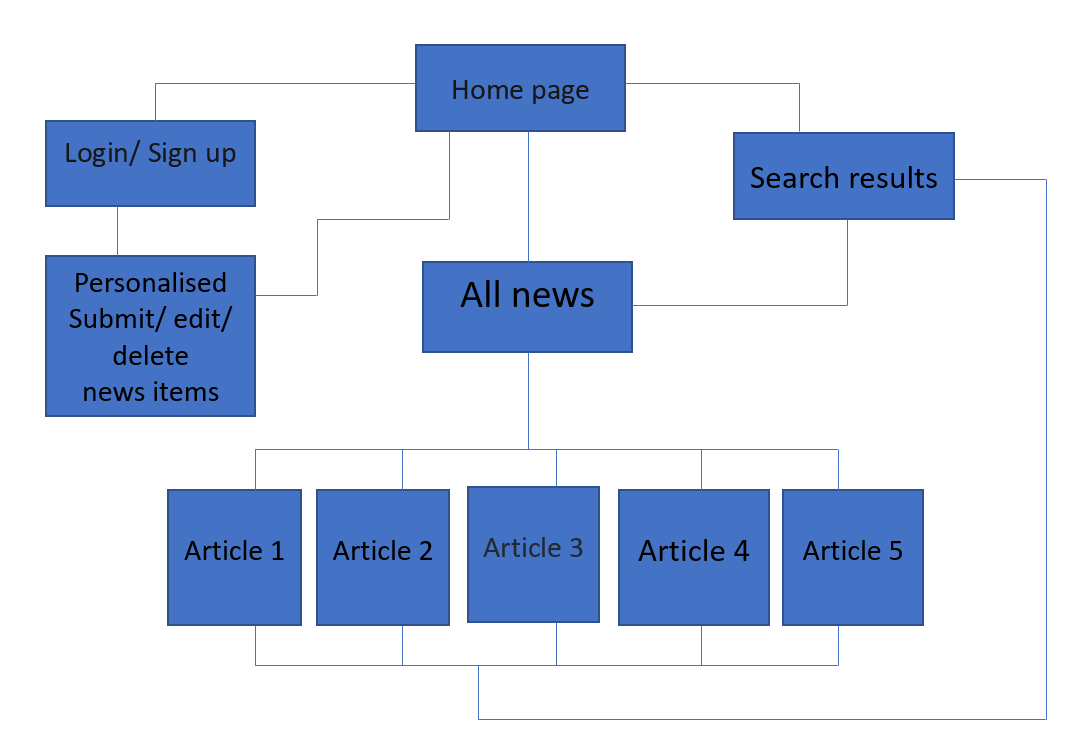 Home page
Login/ Sign up
Search results
Personalised
Submit/ edit/
delete
news items
All news
Article 1
Article 2
Article 3
Article 4
Article 5